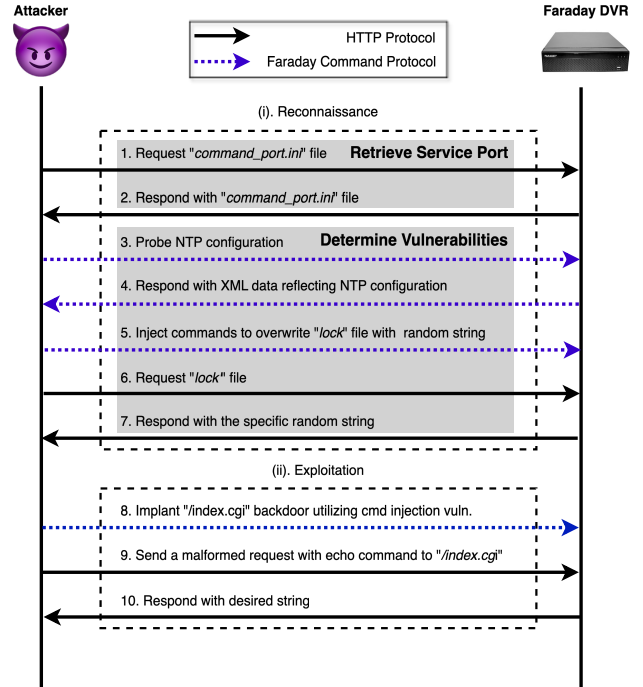 Attacker
Faraday DVR
HTTP Protocol
Faraday Command Protocol
(i). Reconnaissance
1. Request "command_port.ini" file
Retrieve Service Port
2. Respond with "command_port.ini" file
3. Probe NTP configuration
Determine Vulnerabilities
4. Respond with XML data reflecting NTP configuration
5. Inject commands to overwrite "lock" file with random string
6. Request "lock" file
7. Respond with the specific random string
(ii). Exploitation
8. Implant "/index.cgi" backdoor utilizing cmd injection vuln.
9. Send a malformed request with echo command to "/index.cgi"
10. Respond with desired string